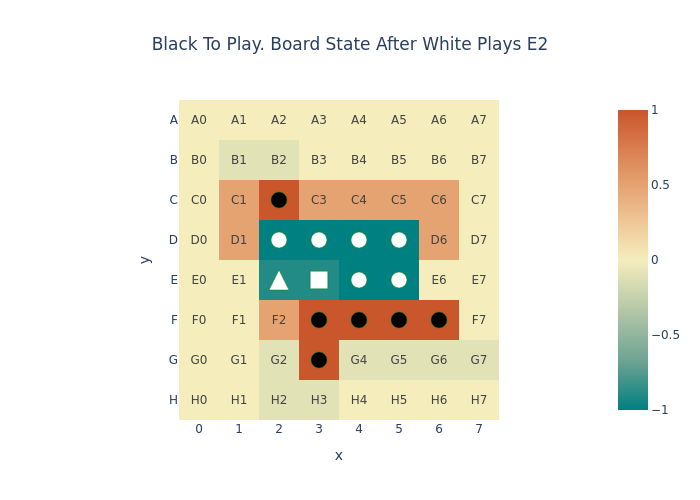 Black To Play. Board State After White Plays E2
A A0 A1 A2 A3 A4 A5 A6 A7
B B0 B1 B2 B3 B4 B5 B6 B7
C C0 C1 C3 C4 C5 C6 C7
D D0 D1 D6 D7
E E0 E1 E6 E7
F F0 F1 F2 F7
G G0 G1 G2 G4 G5 G6 G7
H H0 H1 H2 H3 H4 H5 H6 H7
0 1 2 3 4 5 6 7
x
y
1
0.5
0
−0.5
−1